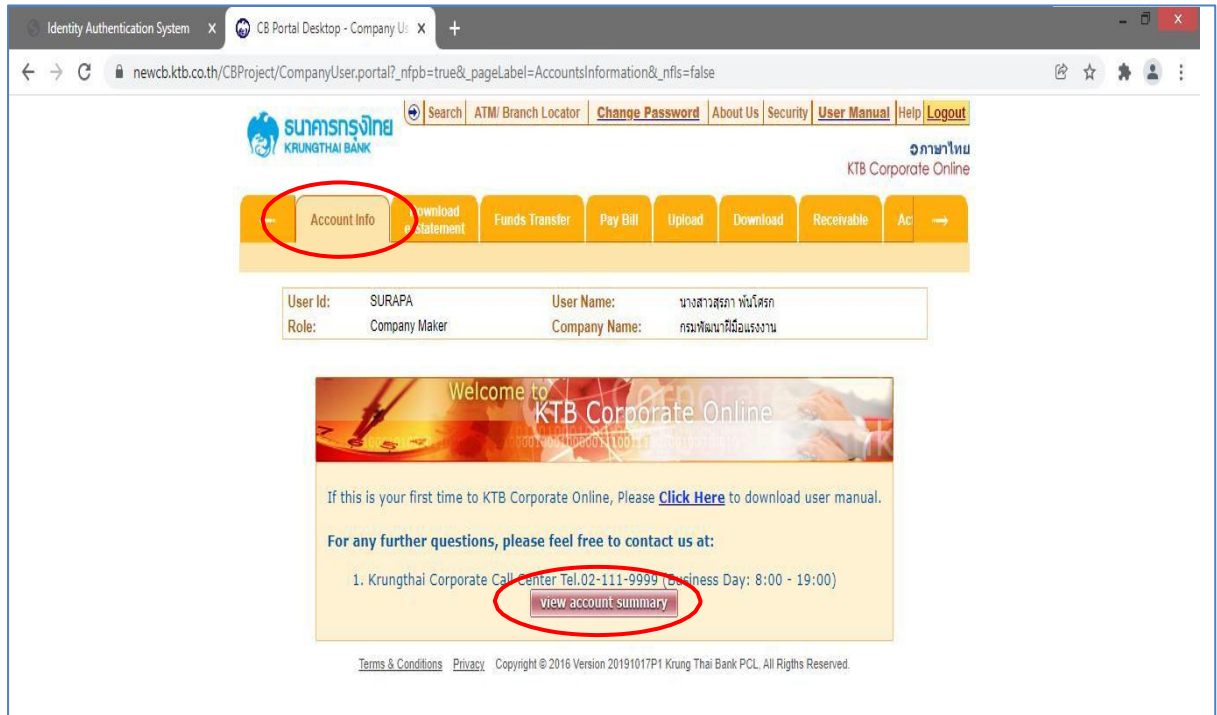 Identity Authentication System
CB Portal Desktop - Company Us
newcb.ktb.co.th/CBProject/CompanyUser.portal?_nfpb=true&_pageLabel=AccountsInformation&_nfls=false
ธนาคารกรุงไทย
KRUNGTHAI BANK
Search ATM/ Branch Locator Change Password About Us Security User Manual Help Logout
ภาษาไทย
KTB Corporate Online
Account Info Download e-statement Funds Transfer Pay Bill Upload Download Receivable
User Id: SURAPA User Name: นางสาวสุรภา พันโศรก
Role: Company Maker Company Name: กรมพัฒนาฝีมือแรงงาน
Welcome to
KTB Corporate Online
If this is your first time to KTB Corporate Online, Please Click Here to download user manual.
For any further questions, please feel free to contact us at:
1. Krungthai Corporate Call Center Tel.02-111-9999 (Business Day: 8:00 - 19:00)
view account summary
Terms & Conditions Privacy Copyright © 2016 Version 20191017P1 Krung Thai Bank PCL, All Rigths Reserved.